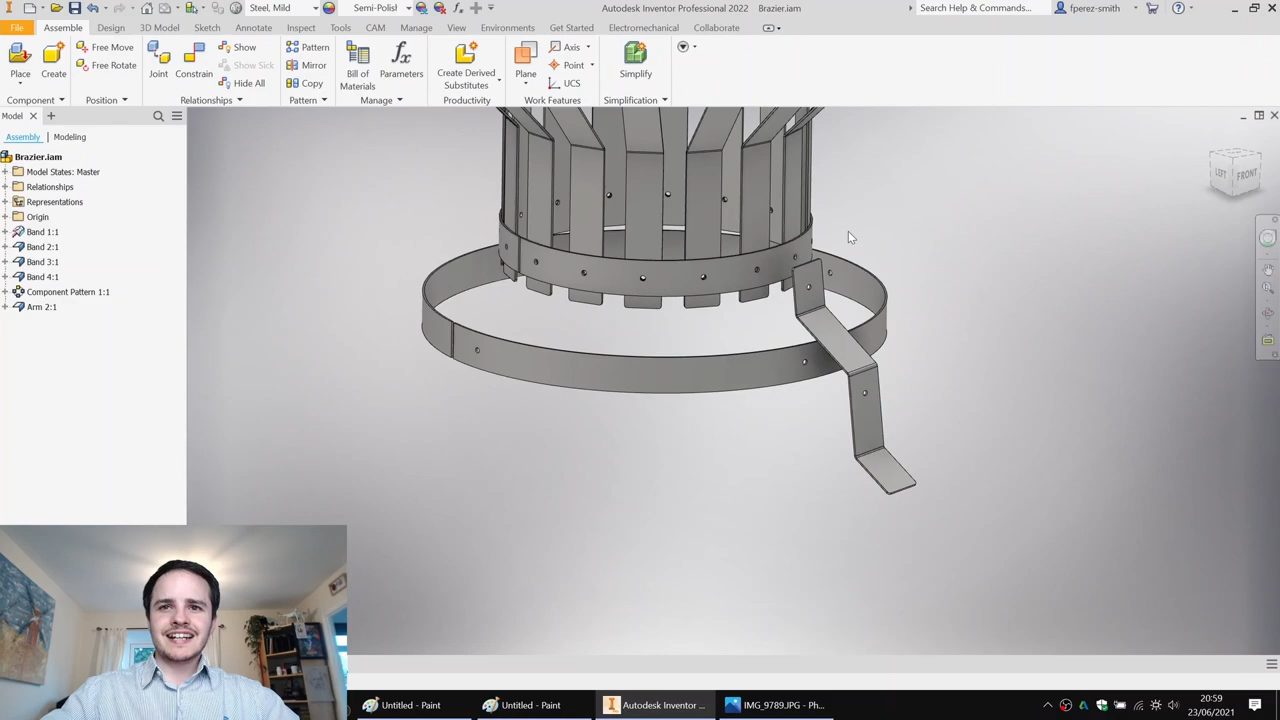 Steel, Mild
Semi-Polish
Autodesk Inventor Professional 2022 Brazier.iam
Search Help & Commands...
fperez-smith
File
Assemble
Design
3D Model
Sketch
Annotate
Inspect
Tools
CAM
Manage
View
Environments
Get Started
Electromechanical
Collaborate
Place
Create
Free Move
Free Rotate
Joint
Constrain
Show
Show Sick
Hide All
Pattern
Mirror
Copy
Bill of
Materials
Parameters
Create Derived
Substitutes
Plane
Axis
Point
UCS
Simplify
Component
Position
Relationships
Pattern
Manage
Productivity
Work Features
Simplification
Model
Assembly
Modeling
Brazier.iam
Model States: Master
Relationships
Representations
Origin
Band 1:1
Band 2:1
Band 3:1
Band 4:1
Component Pattern 1:1
Arm 2:1
FRONT
Untitled - Paint
Untitled - Paint
Autodesk Inventor ...
IMG_9789.JPG - Ph...
20:59
23/06/2021